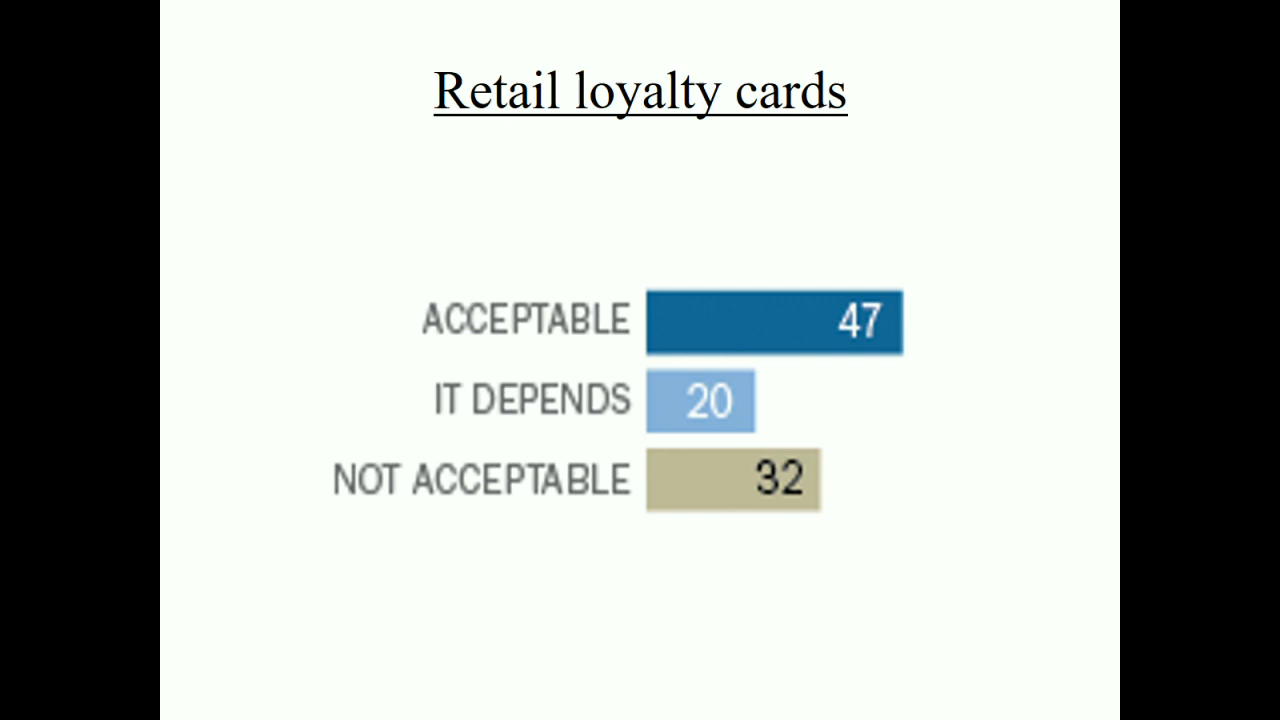 Retail loyalty cards
ACCEPTABLE 47
IT DEPENDS 20
NOT ACCEPTABLE 32